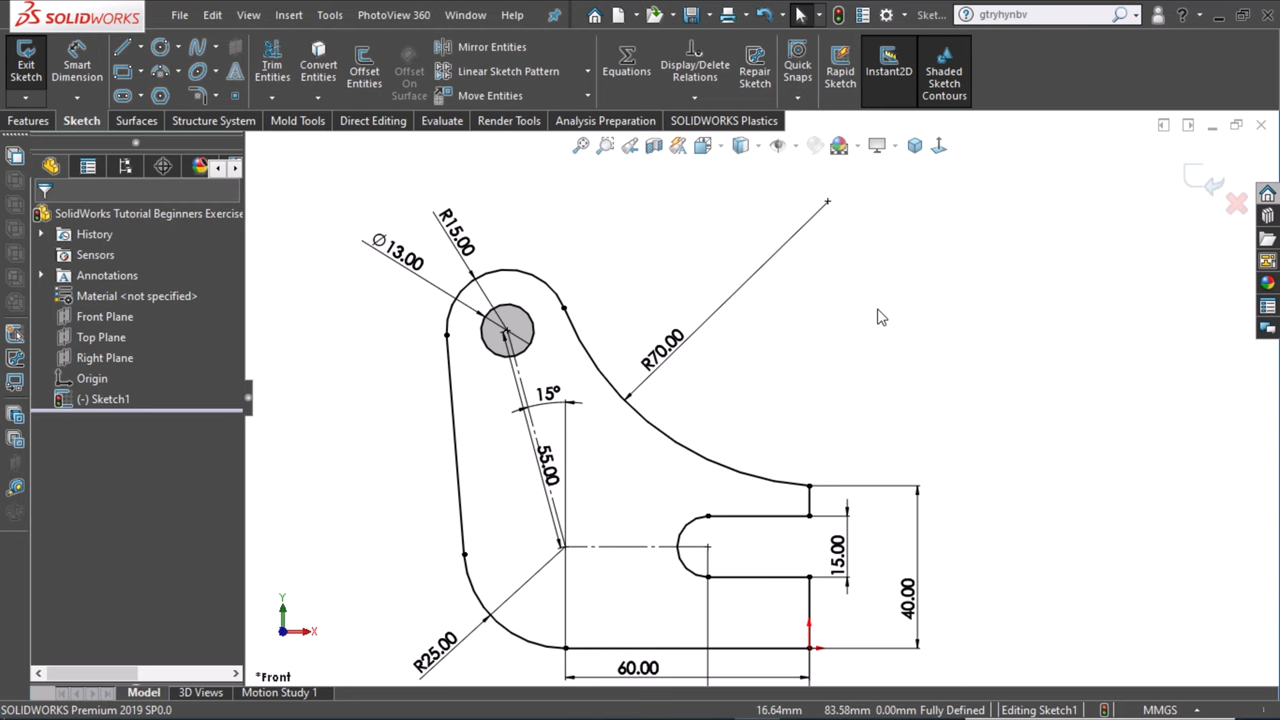 SOLIDWORKS
File Edit View Insert Tools PhotoView 360 Window Help
Sket...
gtryhynbv
Exit Sketch
Smart Dimension
Trim Entities
Convert Entities
Offset Entities
Offset On Surface
Mirror Entities
Linear Sketch Pattern
Move Entities
Equations
Display/Delete Relations
Repair Sketch
Quick Snaps
Rapid Sketch
Instant2D
Shaded Sketch Contours
Features Sketch Surfaces Structure System Mold Tools Direct Editing Evaluate Render Tools Analysis Preparation SOLIDWORKS Plastics
SolidWorks Tutorial Beginners Exercise
History
Sensors
Annotations
Material <not specified>
Front Plane
Top Plane
Right Plane
Origin
(-) Sketch1
R15.00
Ø13.00
R70.00
15°
55.00
15.00
40.00
R25.00
60.00
Y
X
*Front
Model 3D Views Motion Study 1
SOLIDWORKS Premium 2019 SP0.0
16.64mm 83.58mm 0.00mm Fully Defined Editing Sketch1 MMGS